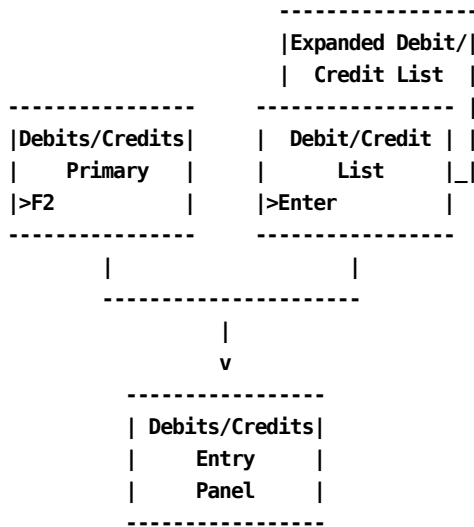 Expanded Debit/
Credit List
Debits/Credits
Primary
>F2
Debit/Credit
List
>Enter
v
Debits/Credits
Entry
Panel